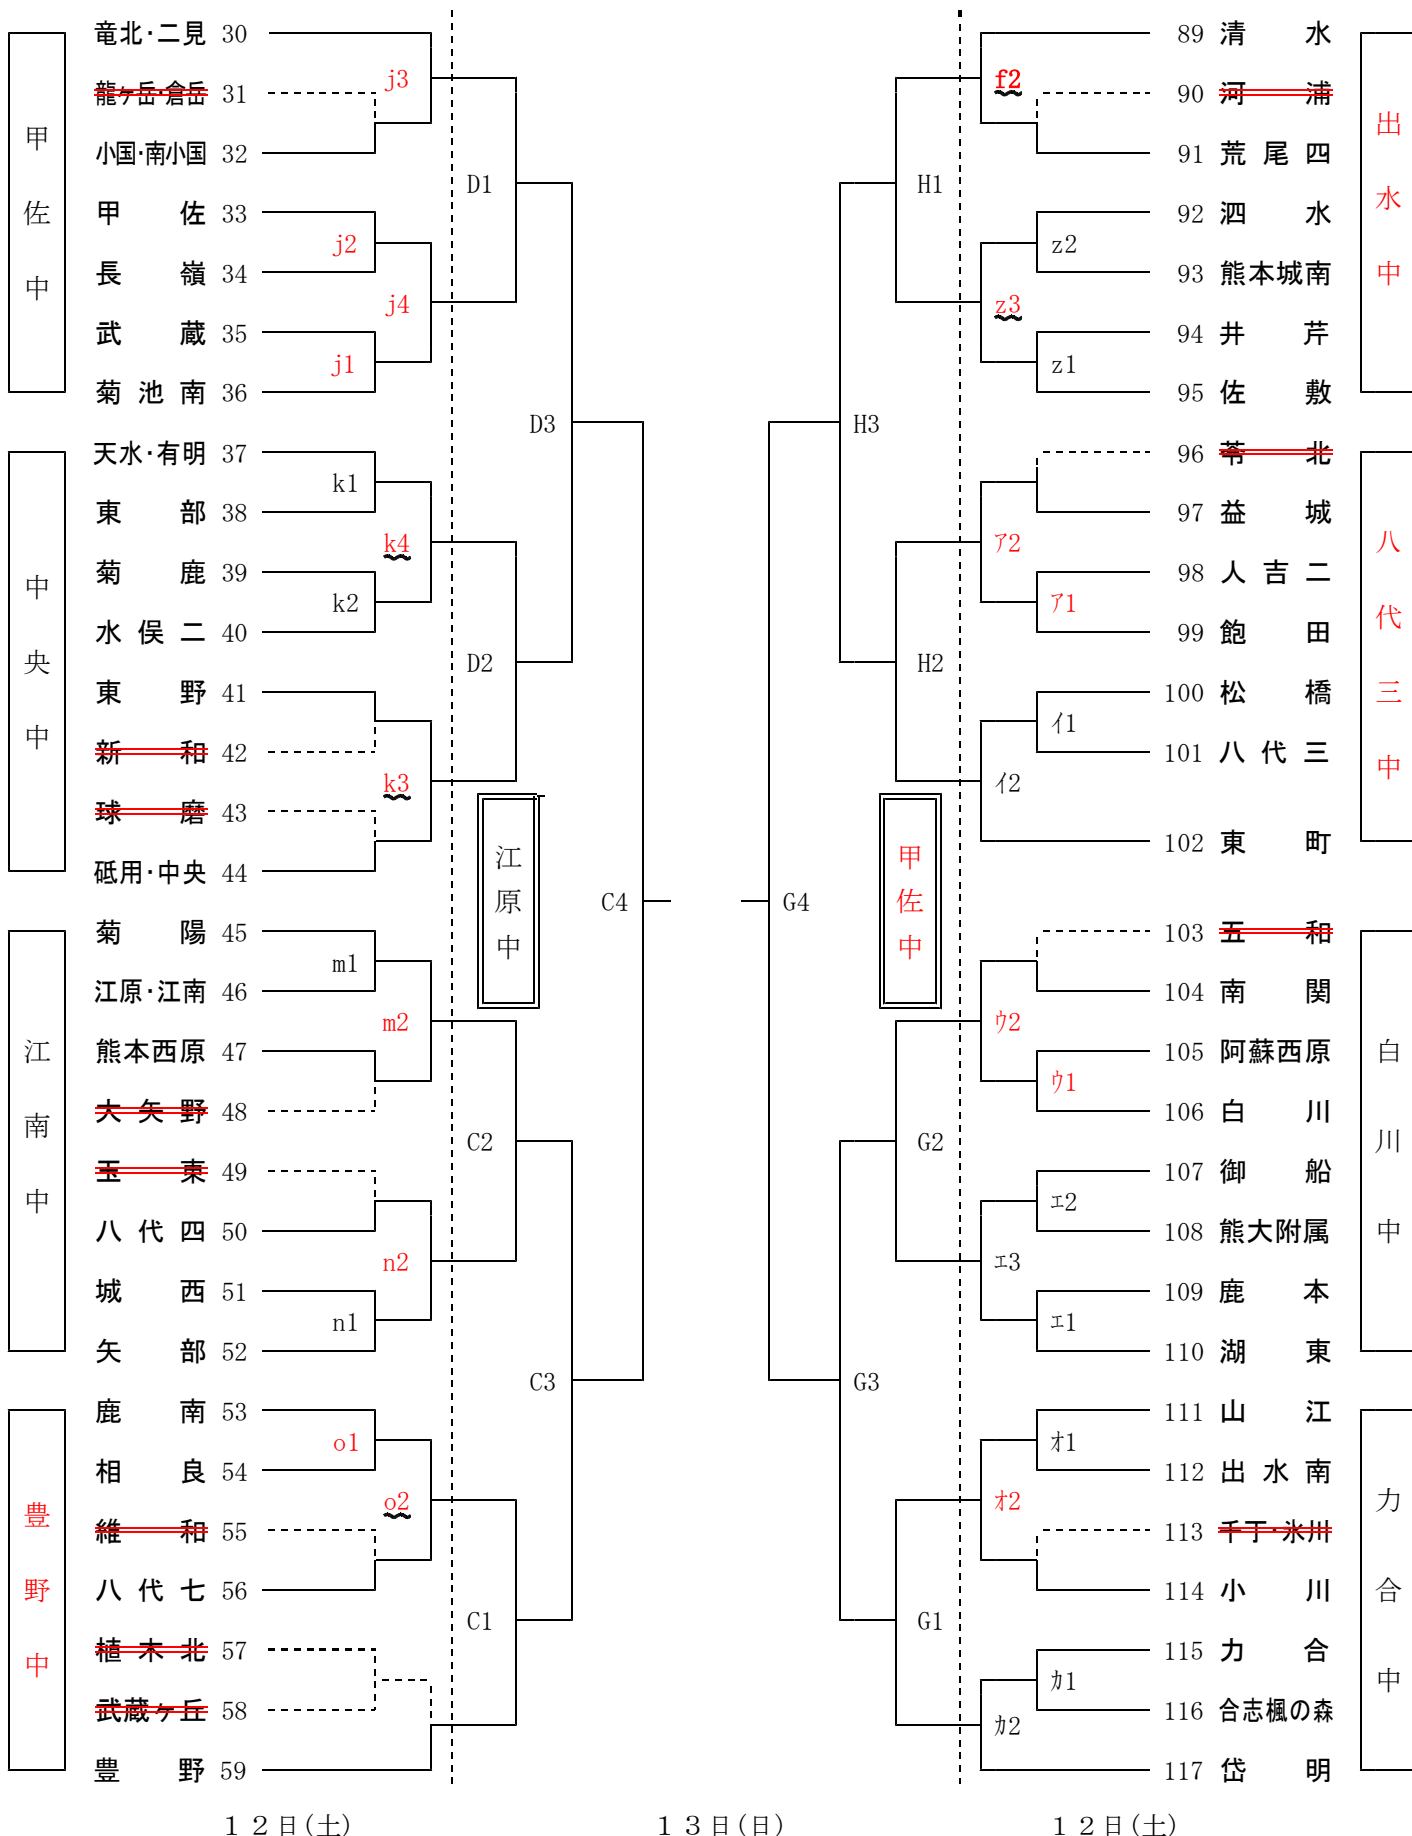 竜北・二見 30
龍ヶ岳・倉岳 31
小国・南小国 32
甲佐 33
長嶺 34
武蔵 35
菊池南 36
天水・有明 37
東部 38
菊鹿 39
水俣二 40
東野 41
新和 42
球磨 43
砥用・中央 44
菊陽 45
江原・江南 46
熊本西原 47
大矢野 48
玉東 49
八代四 50
城西 51
矢部 52
鹿南 53
相良 54
維和 55
八代七 56
植木北 57
武蔵ヶ丘 58
豊野 59
甲佐中
中央中
江南中
豊野中
j3
j2
j4
j1
k1
k4
k2
k3
m1
m2
n2
n1
o1
o2
D1
D3
D2
C4
C2
C3
C1
江原中
甲佐中
H1
H3
H2
G4
G2
G3
G1
f2
z2
z3
z1
ア2
ア1
イ1
イ2
ウ2
ウ1
エ2
エ3
エ1
オ1
オ2
カ1
カ2
89 清水
90 河浦
91 荒尾四
92 泗水
93 熊本城南
94 井芹
95 佐敷
96 苓北
97 益城
98 人吉二
99 飽田
100 松橋
101 八代三
102 東町
103 五和
104 南関
105 阿蘇西原
106 白川
107 御船
108 熊大附属
109 鹿本
110 湖東
111 山江
112 出水南
113 千丁・氷川
114 小川
115 力合
116 合志楓の森
117 岱明
出水中
八代三中
白川中
力合中
１２日(土)
１３日(日)
１２日(土)